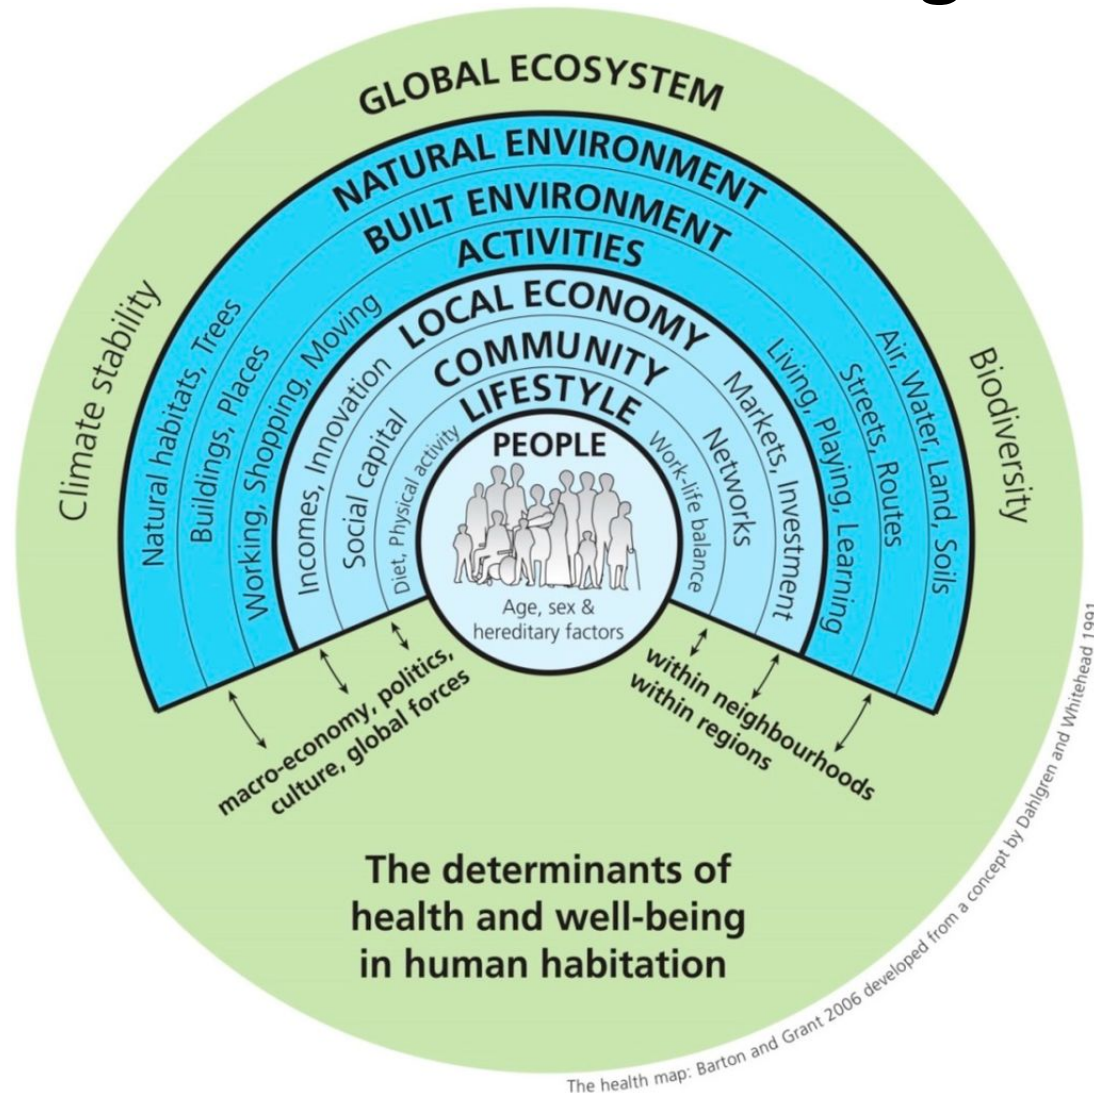 GLOBAL ECOSYSTEM
NATURAL ENVIRONMENT
BUILT ENVIRONMENT
ACTIVITIES
LOCAL ECONOMY
COMMUNITY
LIFESTYLE
PEOPLE
Age, sex &
hereditary factors
Climate stability
Natural habitats, Trees
Buildings, Places
Working, Shopping, Moving
Incomes, Innovation
Social capital
Diet, Physical activity
Work-life balance
Networks
Markets, Investment
Living, Playing, Learning
Streets, Routes
Air, Water, Land, Soils
Biodiversity
macro-economy, politics,
culture, global forces
within neighbourhoods
within regions
The determinants of
health and well-being
in human habitation
The health map: Barton and Grant 2006 developed from a concept by Dahlgren and Whitehead 1991